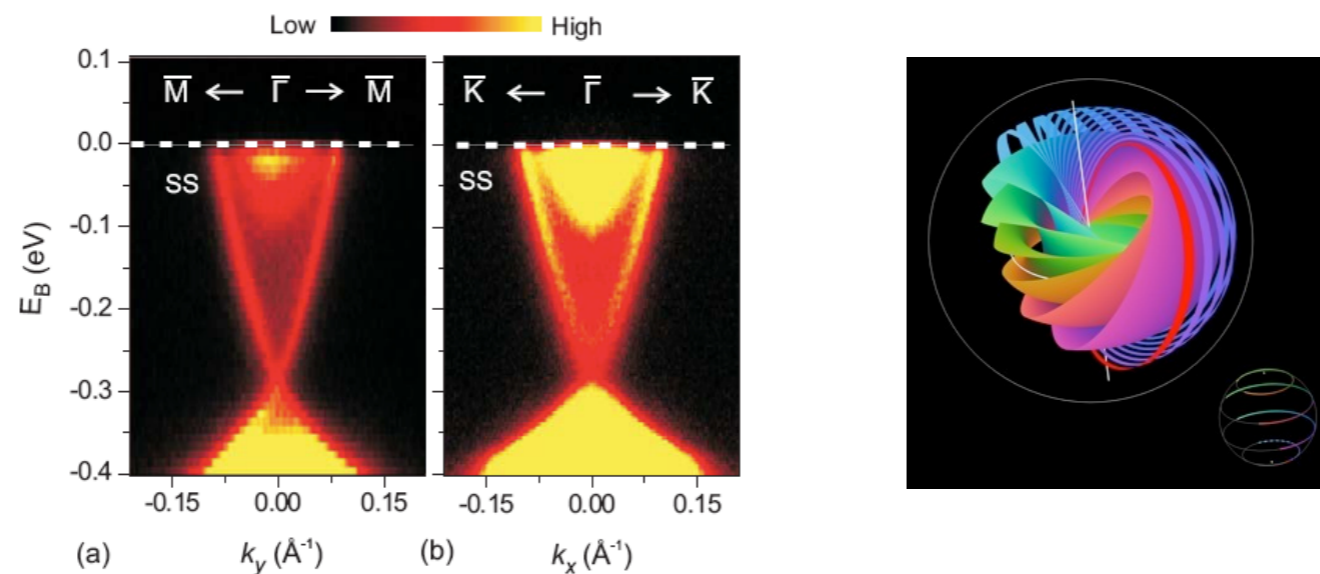 Low High
0.1
0.0
-0.1
-0.2
-0.3
-0.4
E_B (eV)
M̅ ← Γ̅ → M̅
SS
-0.15 0.00 0.15
(a) k_y (Å⁻¹)
K̅ ← Γ̅ → K̅
SS
-0.15 0.00 0.15
(b) k_x (Å⁻¹)